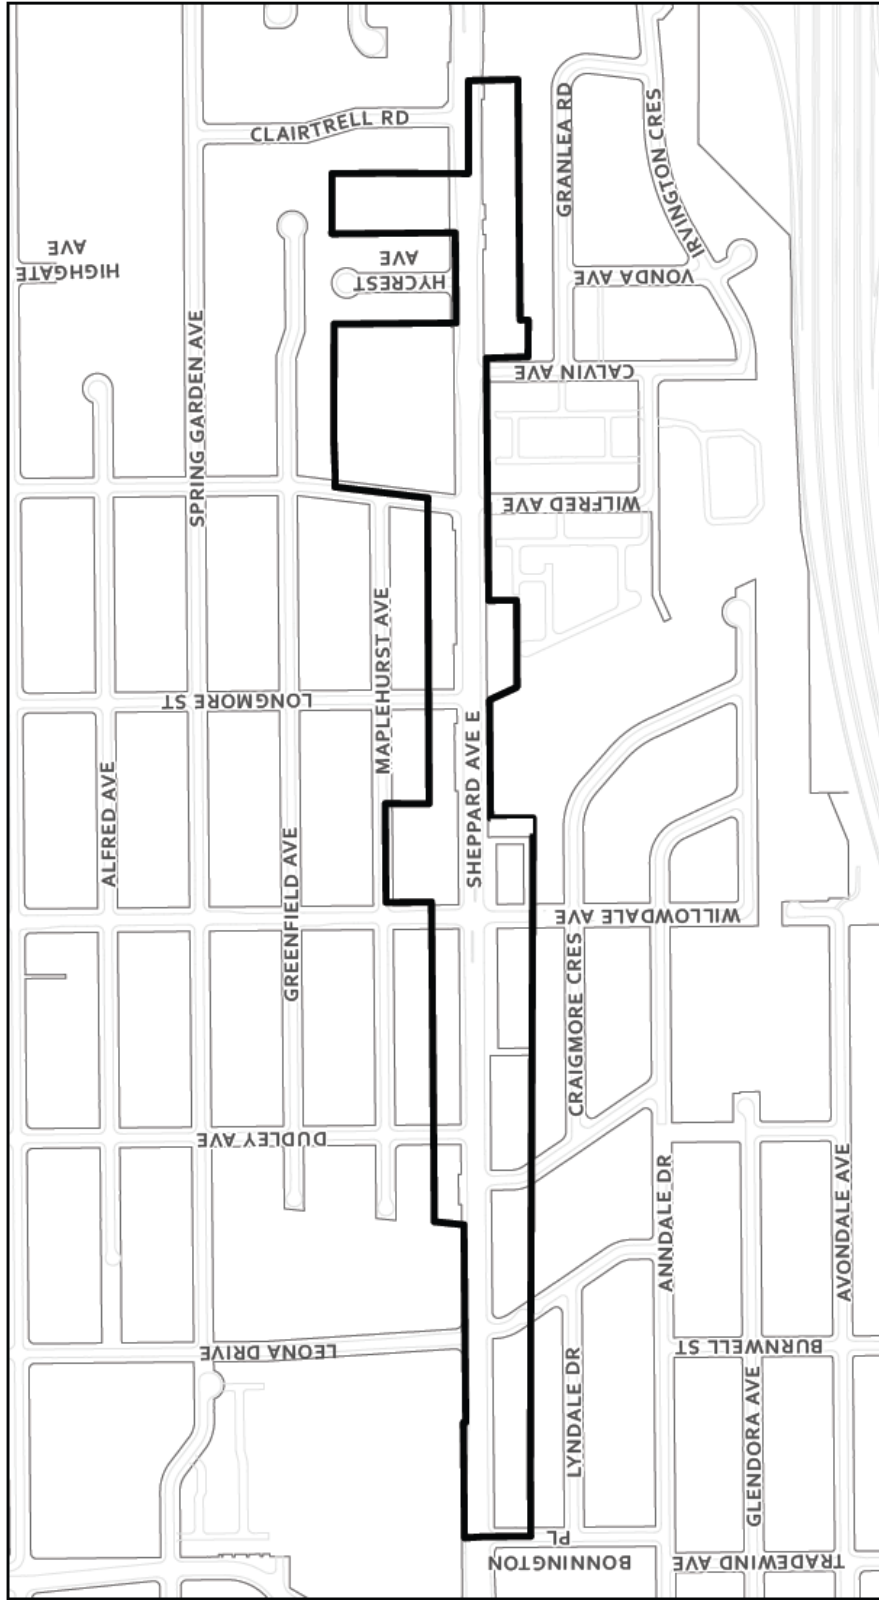 CLAIRTRELL RD
GRANLEA RD
IRVINGTON CRES
HIGHGATE
AVE
HYCREST
AVE
VONDA AVE
SPRING GARDEN AVE
CALVIN AVE
WILFRED AVE
MAPLEHURST AVE
LONGMORE ST
SHEPPARD AVE E
ALFRED AVE
GREENFIELD AVE
WILLOWDALE AVE
CRAIGMORE CRES
DUDLEY AVE
ANNDALE DR
AVONDALE AVE
LEONA DRIVE
LYNDALE DR
BURNWELL ST
GLENDORA AVE
BONNINGTON
PL
TRADEWIND AVE